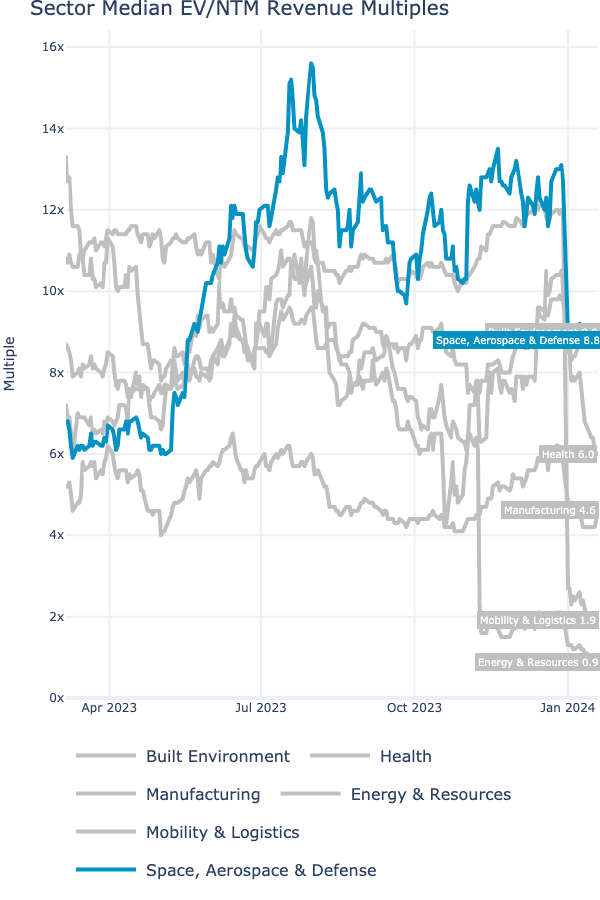 Sector Median EV/NTM Revenue Multiples
16x
14x
12x
10x
8x
6x
4x
2x
0x
Multiple
Built Environment
Space, Aerospace & Defense 8.8
Health 6.0
Manufacturing 4.6
Mobility & Logistics 1.9
Energy & Resources 0.9
Apr 2023
Jul 2023
Oct 2023
Jan 2024
Built Environment
Health
Manufacturing
Energy & Resources
Mobility & Logistics
Space, Aerospace & Defense